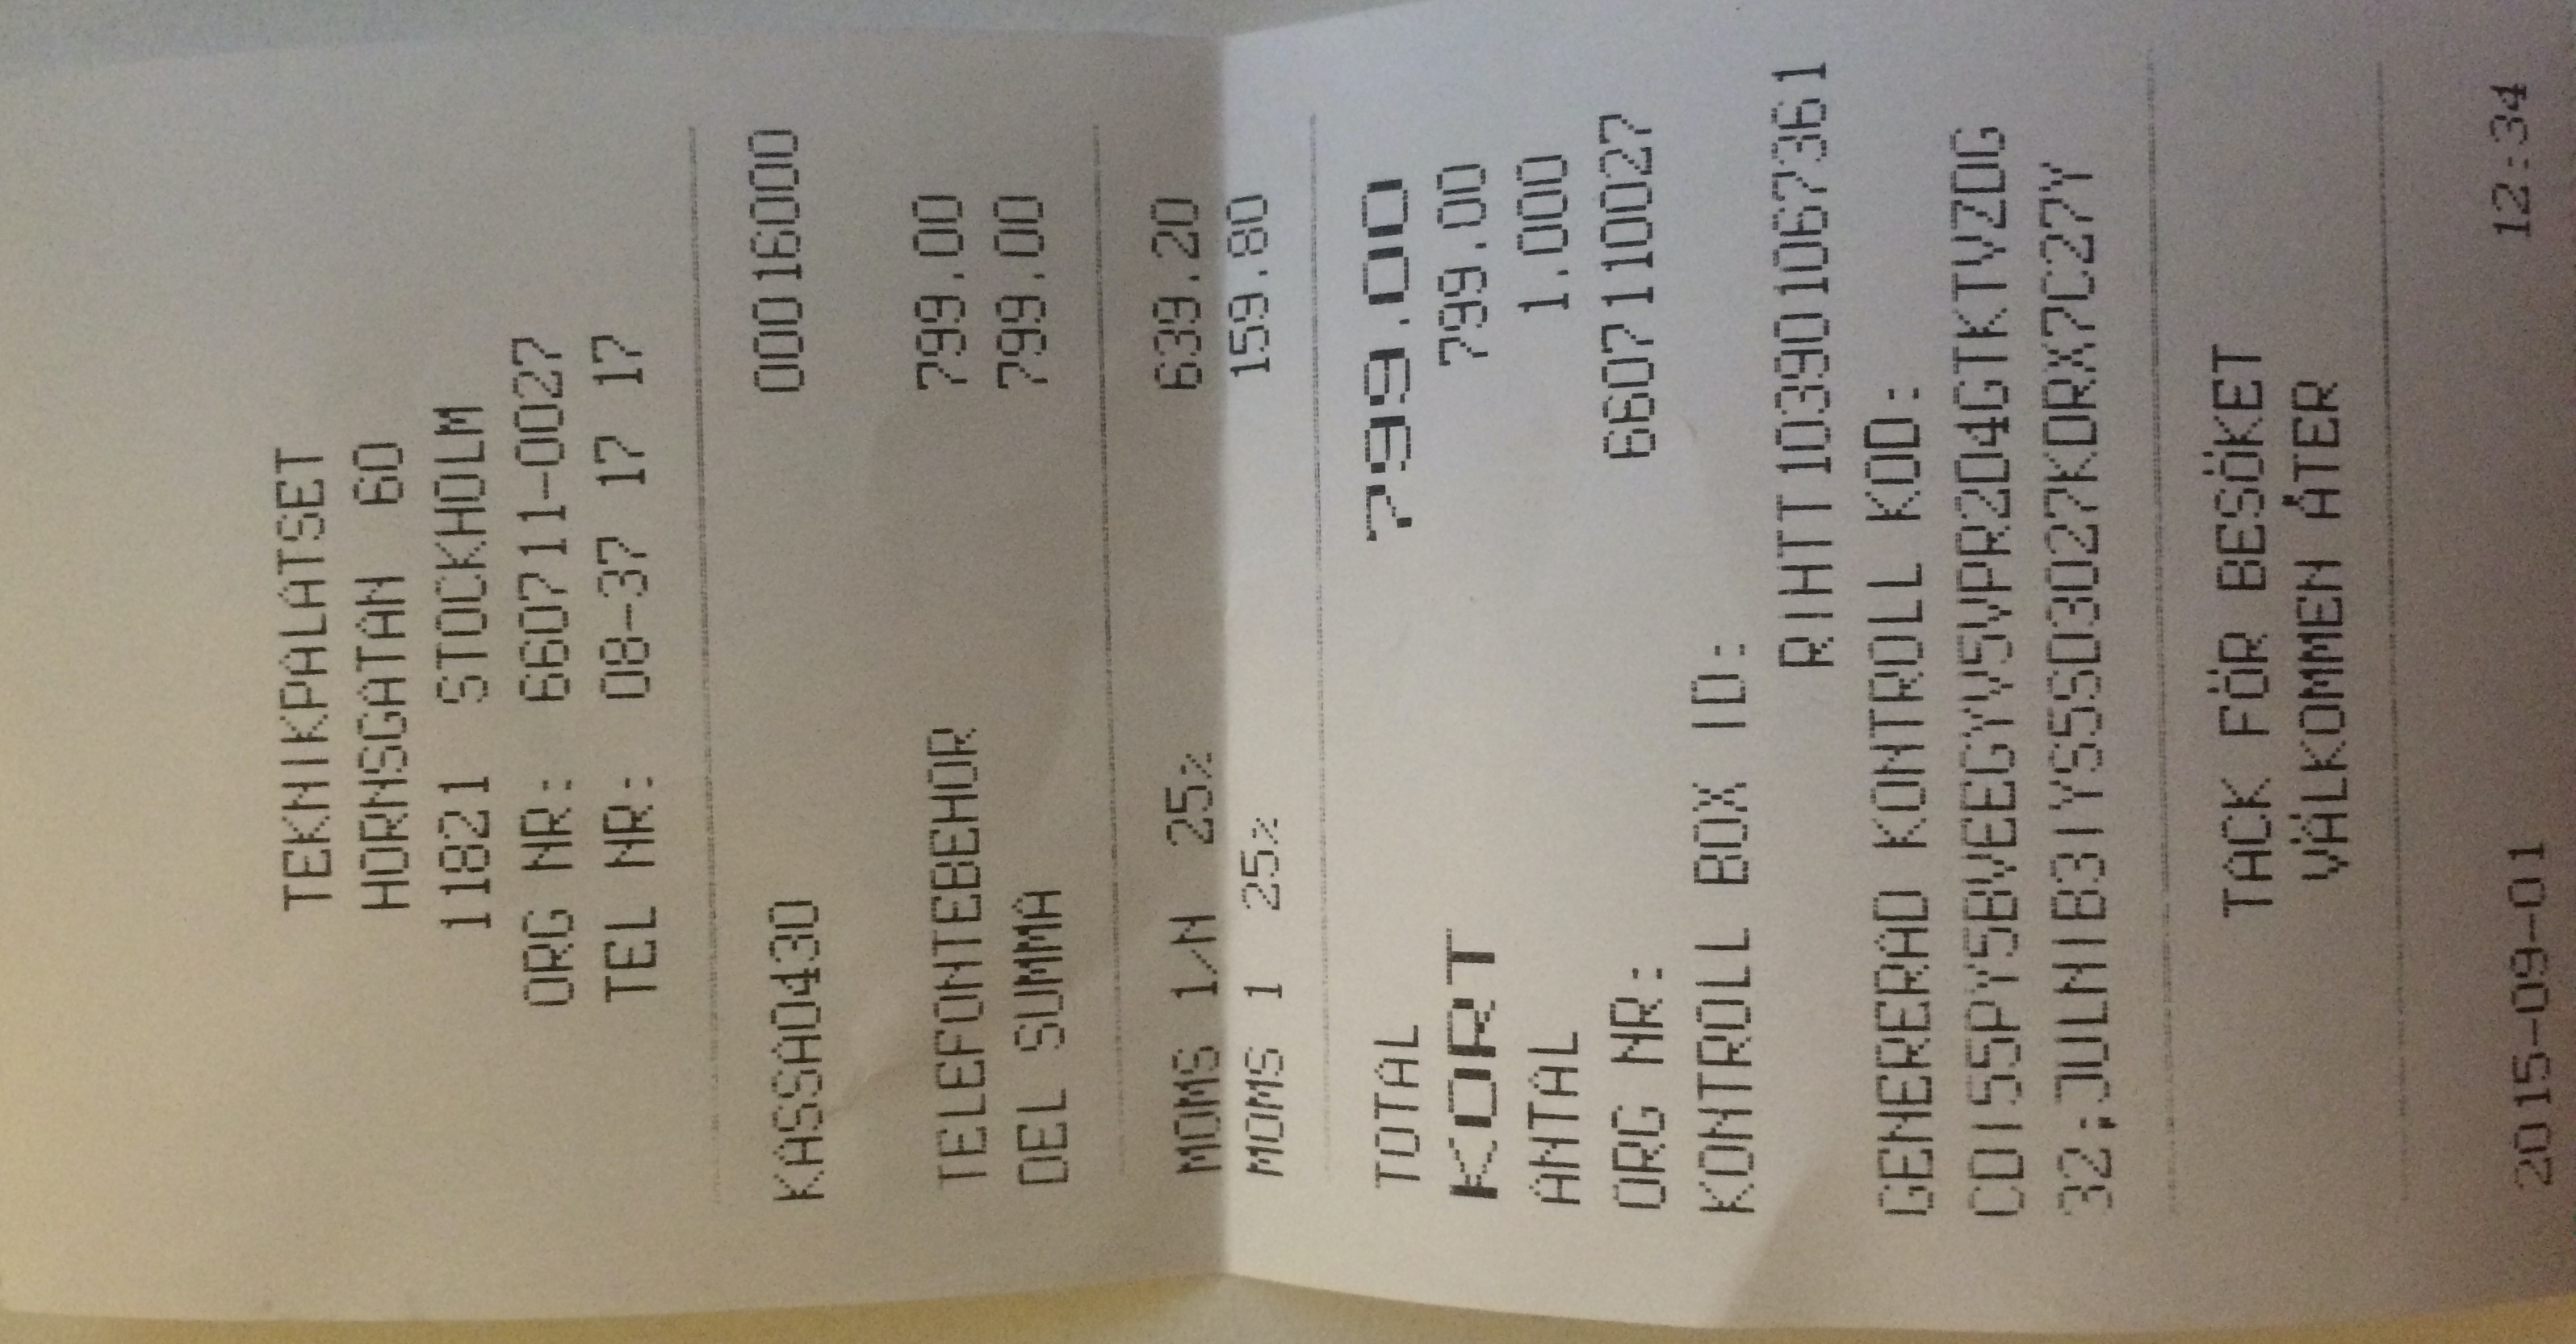 TEKNIKPALATSET
HORNSGATAN 60
11821 STOCKHOLM
ORG NR: 660711-0027
TEL NR: 08-37 17 17
KASSA0430 00016000
TELEFONTEBEHOR 799.00
DEL SUMMA 799.00
MOMS 1/N 25% 639.20
MOMS 1 25% 159.80
TOTAL 799.00
KORT 799.00
ANTAL 1.000
ORG NR: 6607110027
KONTROLL BOX ID:
RIHTT103901067361
GENERERAD KONTROLL KOD:
CDI55PY5BVEEGYV5VPR2D4GTKTVZDG
32;JULNIB3IYS5SD3O27KDRX7C27Y
TACK FÖR BESÖKET
VÄLKOMMEN ÅTER
2015-09-01 12:34